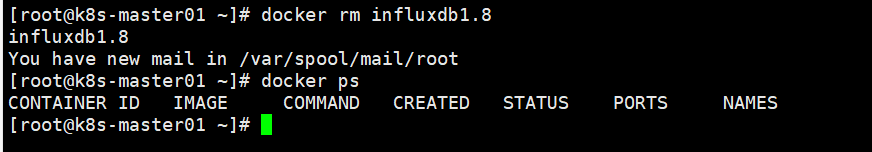 [root@k8s-master01 ~]# docker rm influxdb1.8
influxdb1.8
You have new mail in /var/spool/mail/root
[root@k8s-master01 ~]# docker ps
CONTAINER ID   IMAGE     COMMAND   CREATED   STATUS    PORTS     NAMES
[root@k8s-master01 ~]#